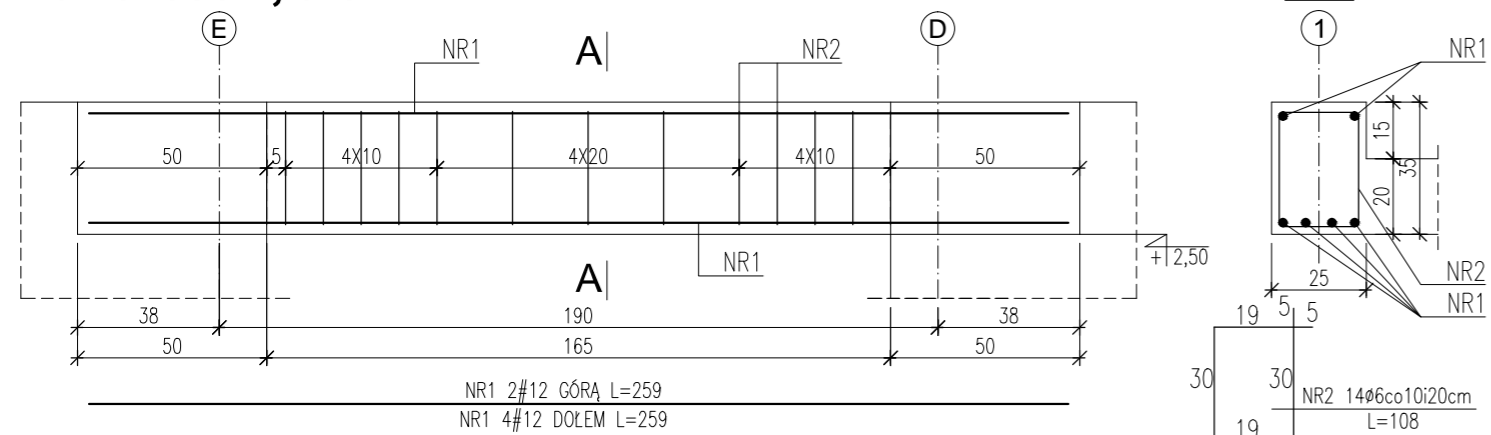 E
A
D
1
NR1
NR2
NR1
50
5
4X10
4X20
4X10
50
15
20
35
NR1
+2,50
A
25
NR2
NR1
38
190
38
50
165
50
19
5
5
30
30
19
NR1 2#12 GÓRĄ L=259
NR1 4#12 DOŁEM L=259
NR2 14ø6co10i20cm
L=108